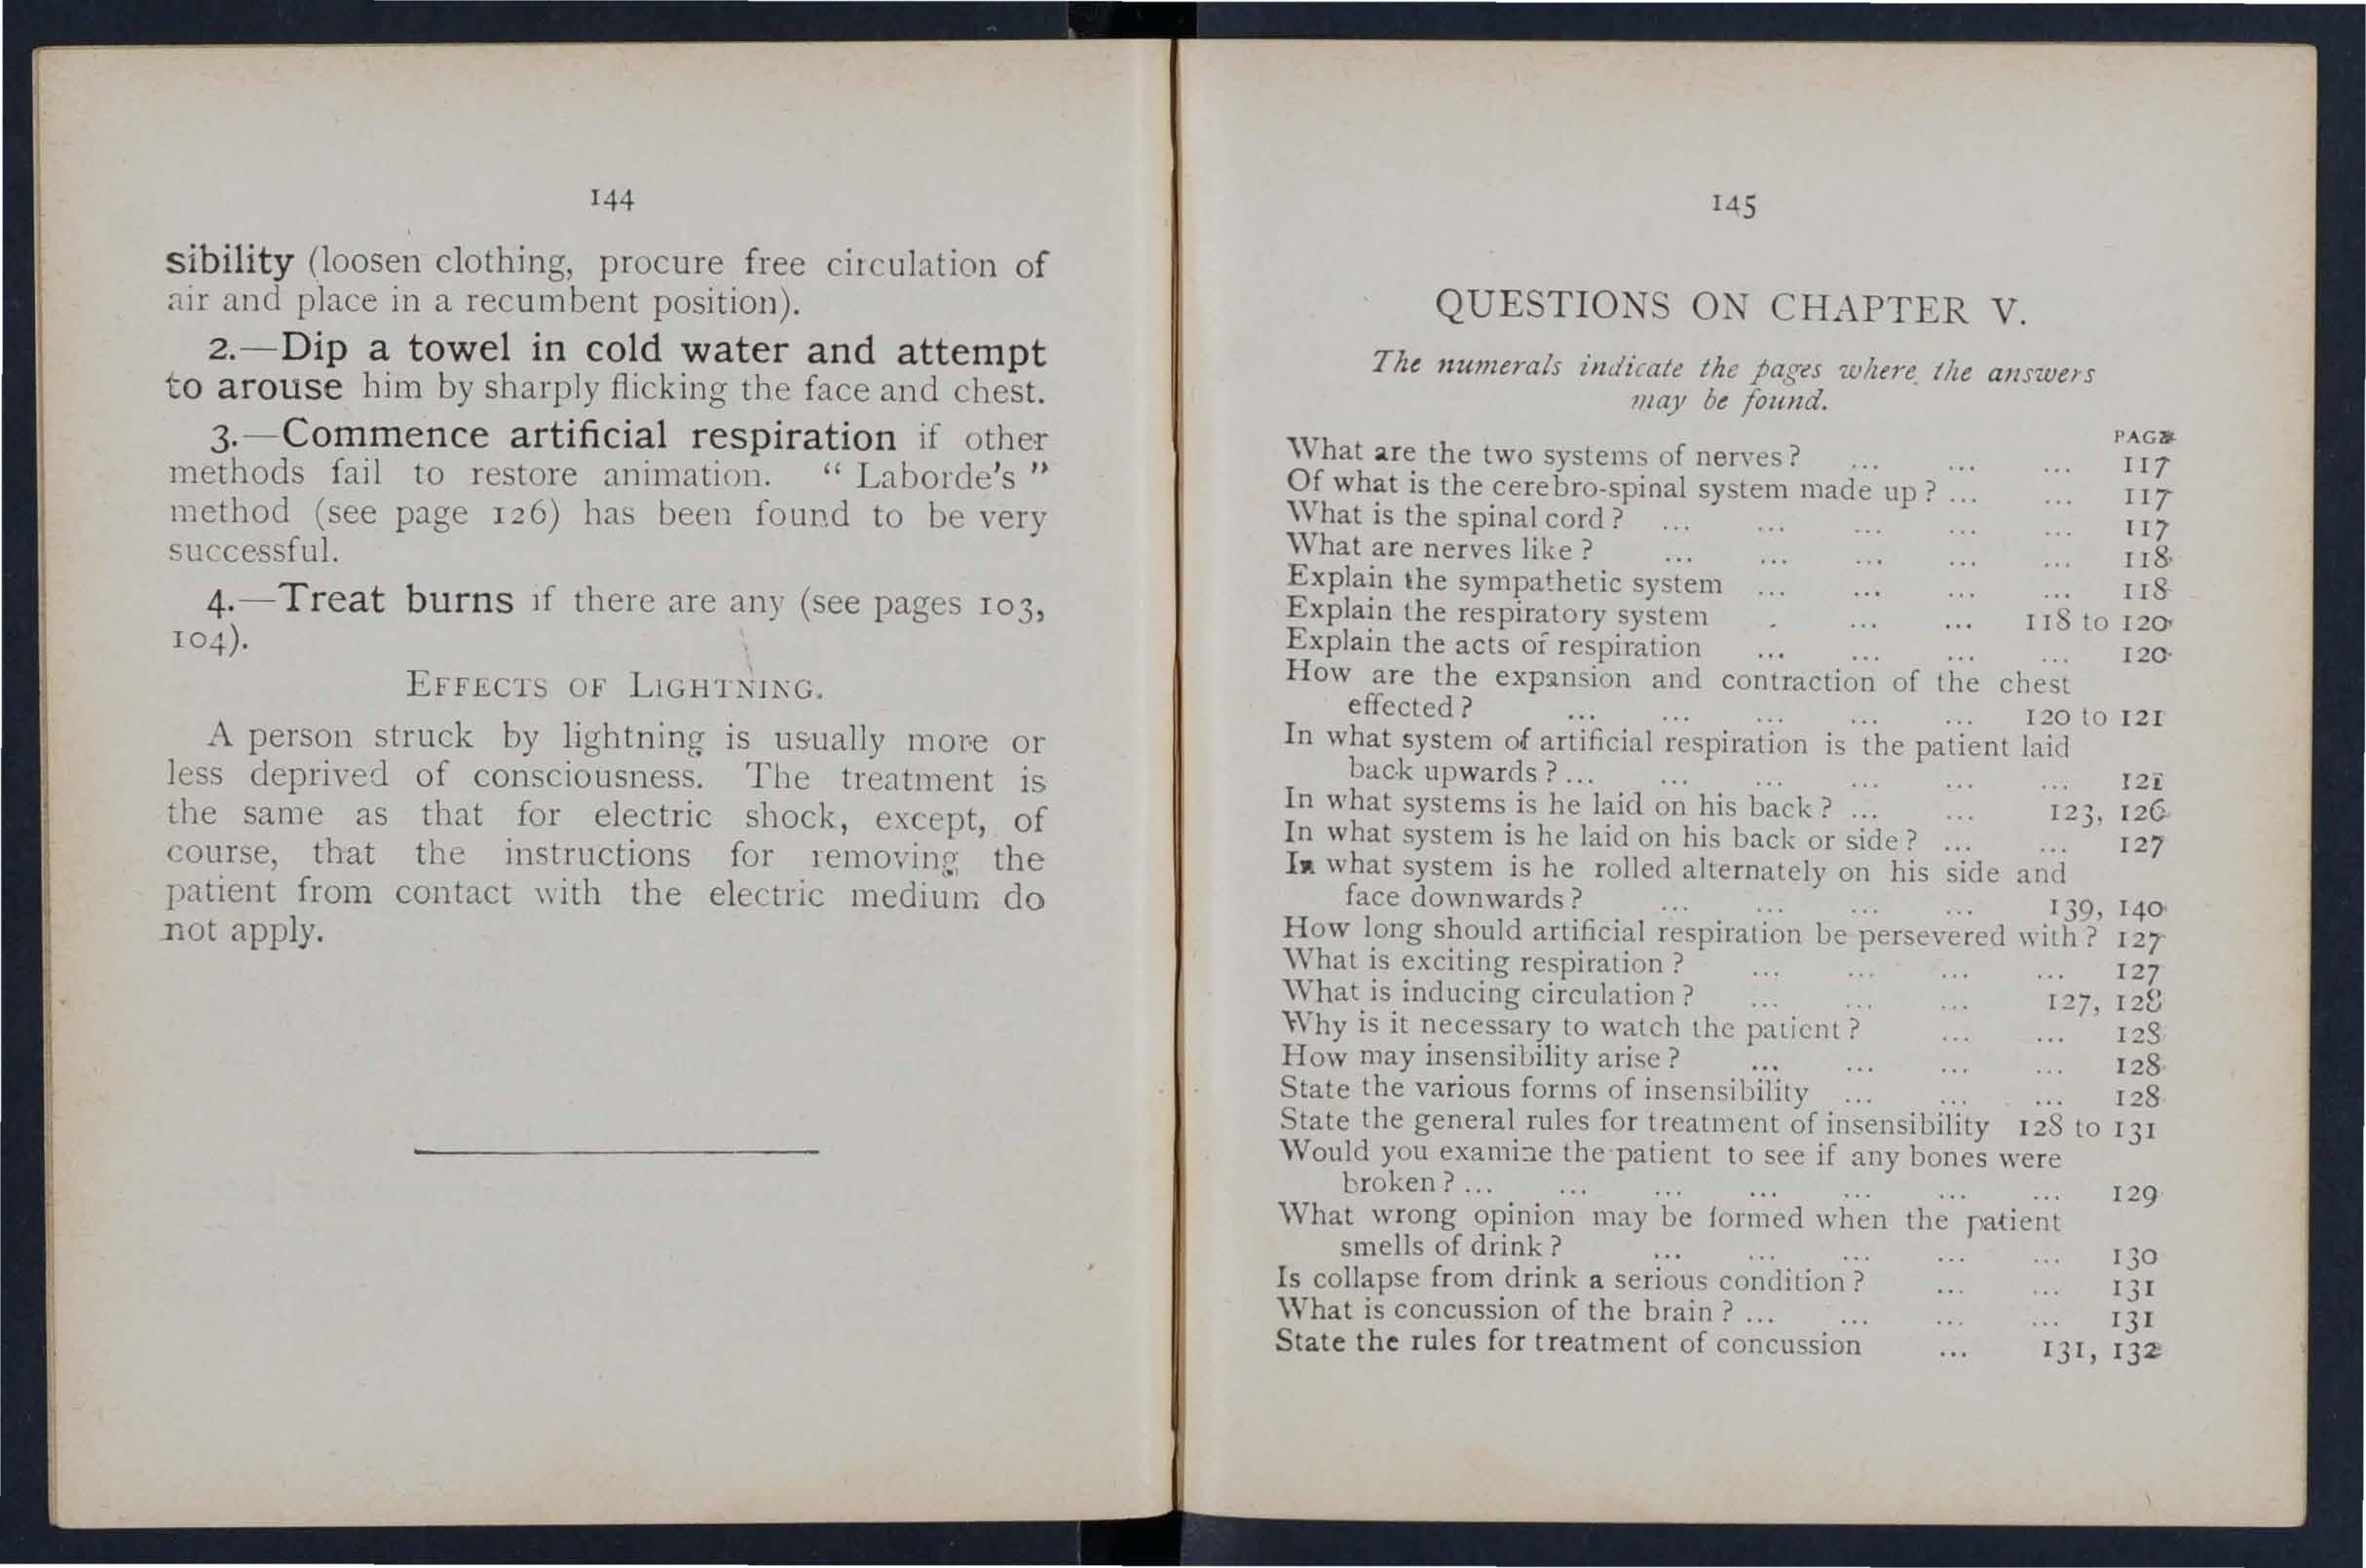 144
sibility (loosen clothing, procure free circulation of
air and place in a recumbent position).
2.—Dip a towel in cold water and attempt
to arouse him by sharply flicking the face and chest.
3.—Commence artificial respiration if other
methods fail to restore animation. “ Laborde's ”
method (see page 126) has been found to be very
successful.
4.—Treat burns if there are any (see pages 103,
104).
EFFECTS OF LIGHTNING.
A person struck by lightning is usually more or
less deprived of consciousness. The treatment is
the same as that for electric shock, except, of
course, that the instructions for removing the
patient from contact with the electric medium do
not apply.
145
QUESTIONS ON CHAPTER V.
The numerals indicate the pages where the answers
may be found.
PAGE
What are the two systems of nerves? ... ... ... 117
Of what is the cerebro-spinal system made up? ... ... 117
What is the spinal cord? ... ... ... ... ... 117
What are nerves like? ... ... ... ... ... 118
Explain the sympathetic system ... ... ... ... 118
Explain the respiratory system ... ... 118 to 120
Explain the acts of respiration ... ... ... ... 120
How are the expansion and contraction of the chest
effected? ... ... ... ... ... 120 to 121
In what system of artificial respiration is the patient laid
back upwards? ... ... ... ... ... ... 121
In what systems is he laid on his back? ... ... 123, 126
In what system is he laid on his back or side? ... ... 127
In what system is he rolled alternately on his side and
face downwards? ... ... ... ... 139, 140
How long should artificial respiration be persevered with? 127
What is exciting respiration? ... ... ... ... 127
What is inducing circulation? ... ... ... 127, 128
Why is it necessary to watch the patient? ... ... 128
How may insensibility arise? ... ... ... ... 128
State the various forms of insensibility ... ... ... 128
State the general rules for treatment of insensibility 128 to 131
Would you examine the patient to see if any bones were
broken? ... ... ... ... ... ... ... 129
What wrong opinion may be formed when the patient
smells of drink? ... ... ... ... ... 130
Is collapse from drink a serious condition? ... ... 131
What is concussion of the brain? ... ... ... ... 131
State the rules for treatment of concussion ... 131, 132